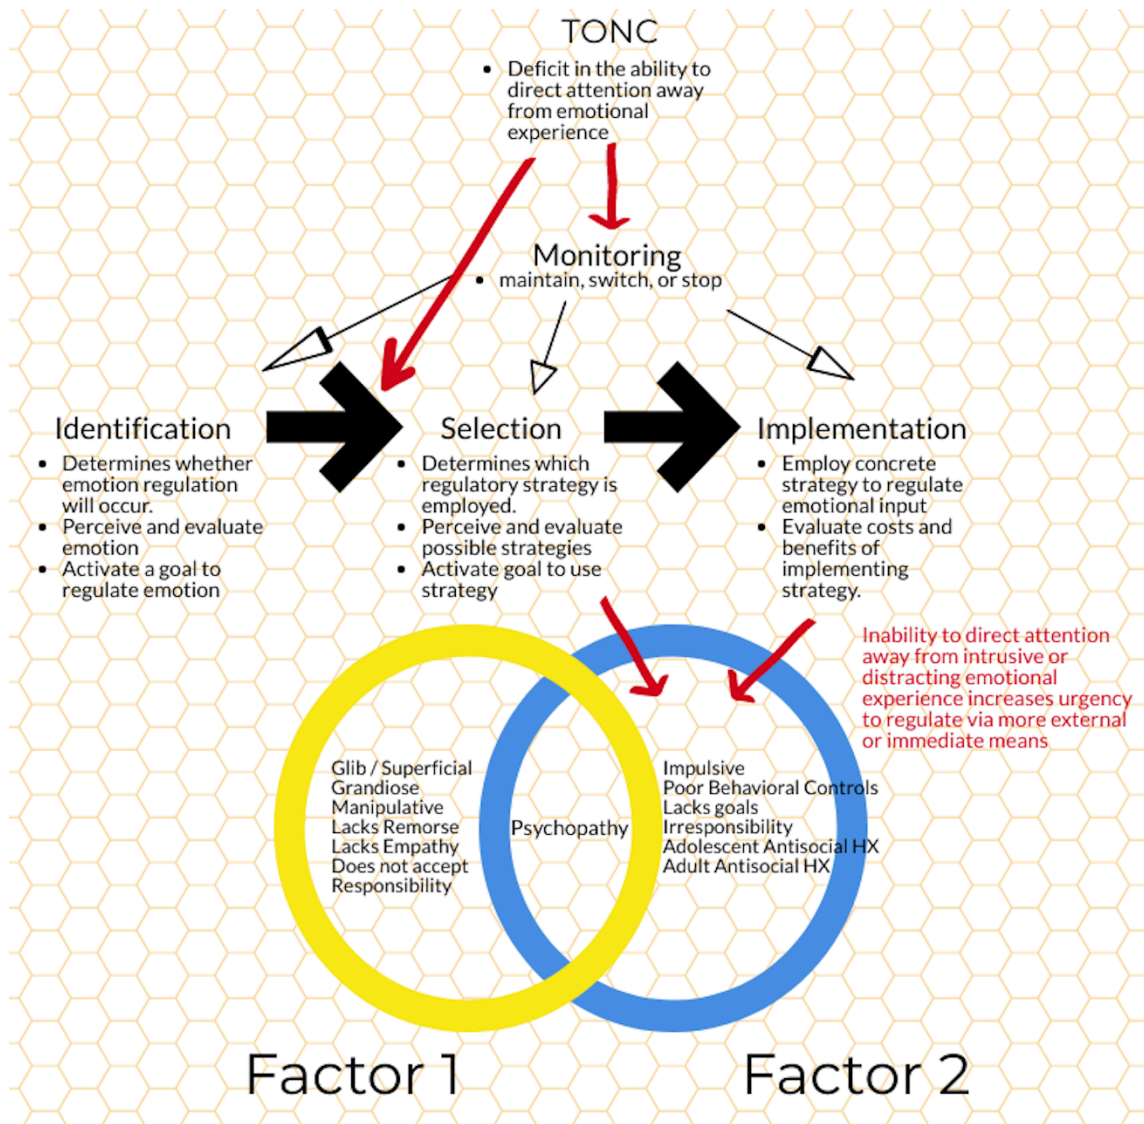 TONC
• Deficit in the ability to
direct attention away
from emotional
experience
Monitoring
• maintain, switch, or stop
Identification
• Determines whether
emotion regulation
will occur.
• Perceive and evaluate
emotion
• Activate a goal to
regulate emotion
Selection
• Determines which
regulatory strategy is
employed.
• Perceive and evaluate
possible strategies
• Activate goal to use
strategy
Implementation
• Employ concrete
strategy to regulate
emotional input
• Evaluate costs and
benefits of
implementing
strategy.
Inability to direct attention
away from intrusive or
distracting emotional
experience increases urgency
to regulate via more external
or immediate means
Glib / Superficial
Grandiose
Manipulative
Lacks Remorse
Lacks Empathy
Does not accept
Responsibility
Psychopathy
Impulsive
Poor Behavioral Controls
Lacks goals
Irresponsibility
Adolescent Antisocial HX
Adult Antisocial HX
Factor 1
Factor 2